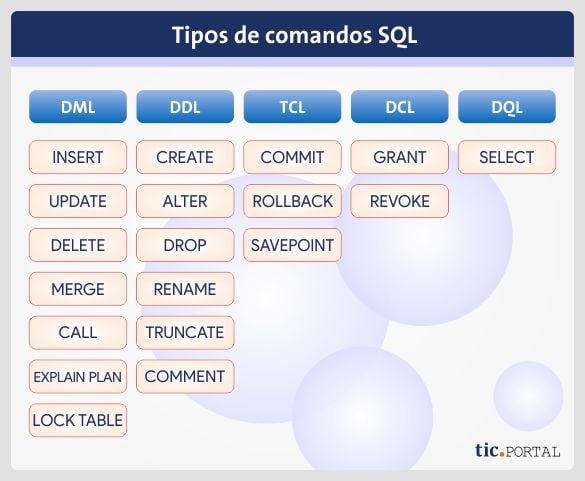 Tipos de comandos SQL
DML DDL TCL DCL DQL
INSERT CREATE COMMIT GRANT SELECT
UPDATE ALTER ROLLBACK REVOKE
DELETE DROP SAVEPOINT
MERGE RENAME
CALL TRUNCATE
EXPLAIN PLAN COMMENT
LOCK TABLE
tic.PORTAL